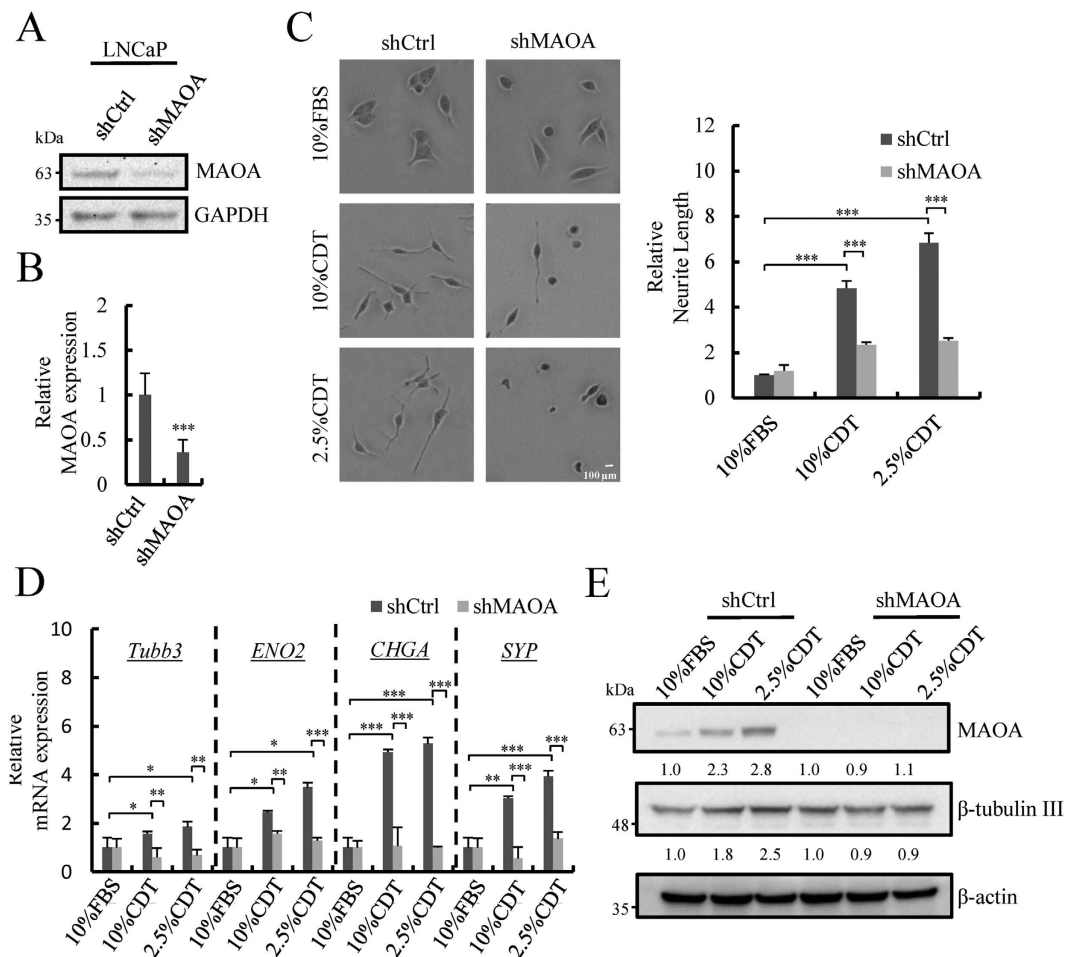 A
LNCaP
shCtrl
shMAOA
kDa
63
MAOA
35
GAPDH
B
Relative
MAOA expression
2
1.5
1
0.5
0
***
shCtrl
shMAOA
C
shCtrl
shMAOA
10%FBS
10%CDT
2.5%CDT
100 μm
Relative
Neurite Length
12
10
8
6
4
2
0
shCtrl
shMAOA
***
***
***
***
10%FBS
10%CDT
2.5%CDT
D
shCtrl
shMAOA
Relative
mRNA expression
10
8
6
4
2
0
Tubb3
ENO2
CHGA
SYP
*
**
*
**
*
***
*
**
***
***
***
***
***
***
**
***
10%FBS
10%CDT
2.5%CDT
10%FBS
10%CDT
2.5%CDT
10%FBS
10%CDT
2.5%CDT
10%FBS
10%CDT
2.5%CDT
E
shCtrl
shMAOA
10%FBS
10%CDT
2.5%CDT
10%FBS
10%CDT
2.5%CDT
kDa
63
MAOA
1.0 2.3 2.8 1.0 0.9 1.1
48
β-tubulin III
1.0 1.8 2.5 1.0 0.9 0.9
35
β-actin